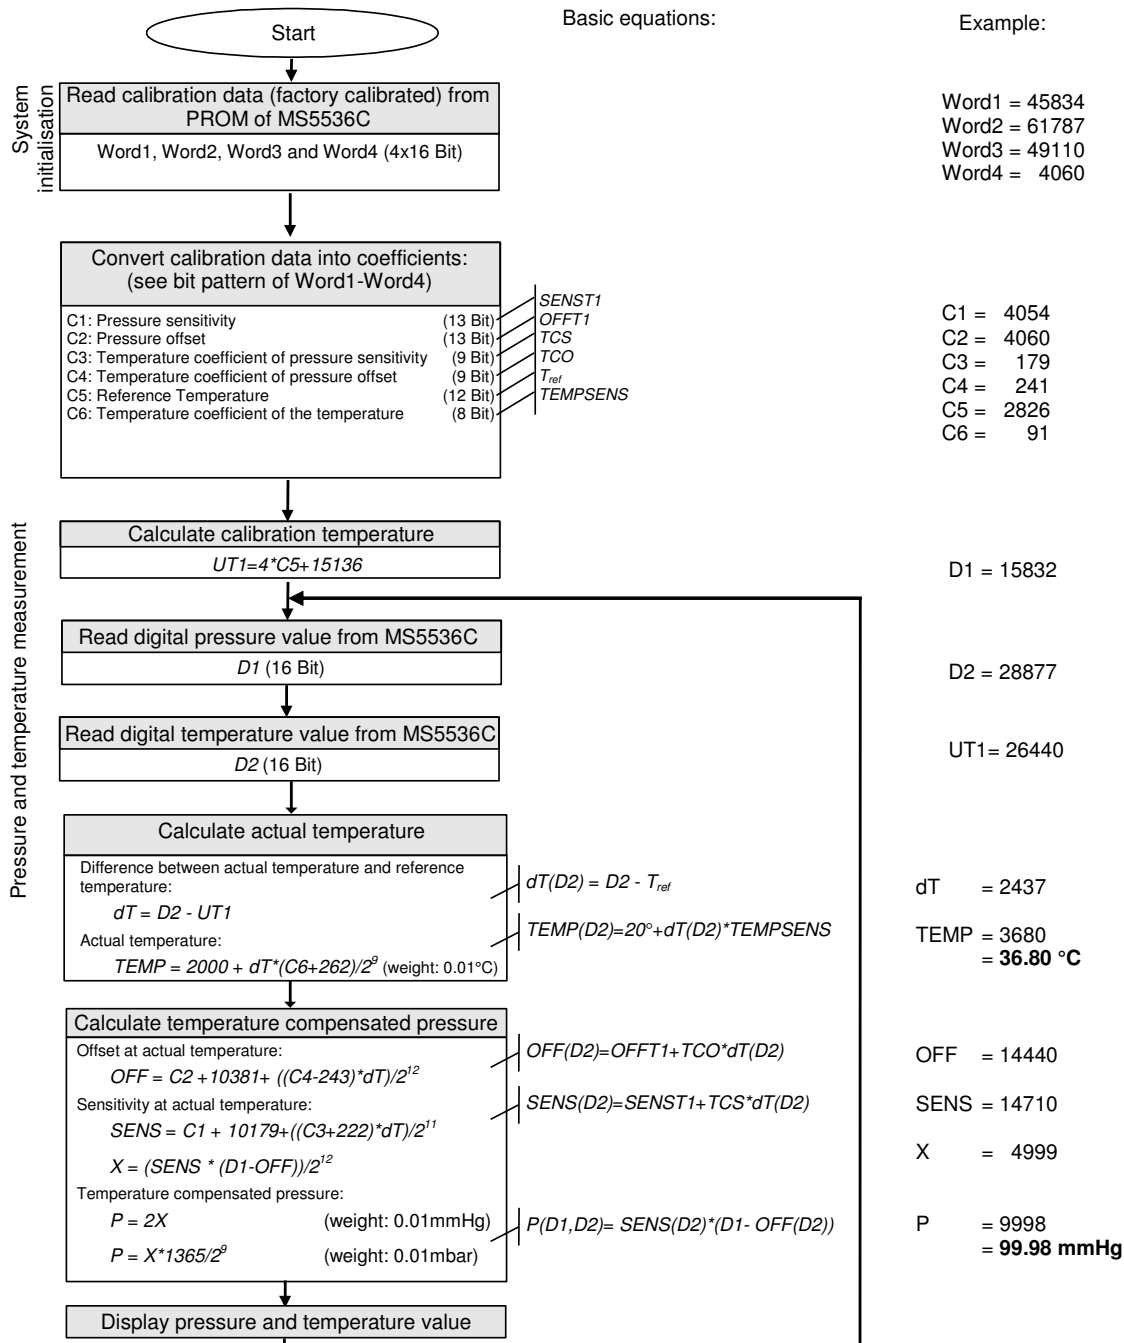 Basic equations:
Example:
Start
System
initialisation
Read calibration data (factory calibrated) from
PROM of MS5536C
Word1, Word2, Word3 and Word4 (4x16 Bit)
Word1 = 45834
Word2 = 61787
Word3 = 49110
Word4 = 4060
Convert calibration data into coefficients:
(see bit pattern of Word1-Word4)
C1: Pressure sensitivity (13 Bit) SENST1
C2: Pressure offset (13 Bit) OFFT1
C3: Temperature coefficient of pressure sensitivity (9 Bit) TCS
C4: Temperature coefficient of pressure offset (9 Bit) TCO
C5: Reference Temperature (12 Bit) Tref
C6: Temperature coefficient of the temperature (8 Bit) TEMPSENS
C1 = 4054
C2 = 4060
C3 = 179
C4 = 241
C5 = 2826
C6 = 91
Pressure and temperature measurement
Calculate calibration temperature
UT1=4*C5+15136
D1 = 15832
Read digital pressure value from MS5536C
D1 (16 Bit)
D2 = 28877
Read digital temperature value from MS5536C
D2 (16 Bit)
UT1= 26440
Calculate actual temperature
Difference between actual temperature and reference
temperature:
dT = D2 - UT1
dT(D2) = D2 - Tref
dT = 2437
Actual temperature:
TEMP = 2000 + dT*(C6+262)/2⁹ (weight: 0.01°C)
TEMP(D2)=20°+dT(D2)*TEMPSENS
TEMP = 3680
= 36.80 °C
Calculate temperature compensated pressure
Offset at actual temperature:
OFF = C2 +10381+ ((C4-243)*dT)/2¹²
OFF(D2)=OFFT1+TCO*dT(D2)
OFF = 14440
Sensitivity at actual temperature:
SENS = C1 + 10179+((C3+222)*dT)/2¹¹
SENS(D2)=SENST1+TCS*dT(D2)
SENS = 14710
X = (SENS * (D1-OFF))/2¹²
X = 4999
Temperature compensated pressure:
P = 2X (weight: 0.01mmHg)
P = X*1365/2⁹ (weight: 0.01mbar)
P(D1,D2)= SENS(D2)*(D1- OFF(D2))
P = 9998
= 99.98 mmHg
Display pressure and temperature value